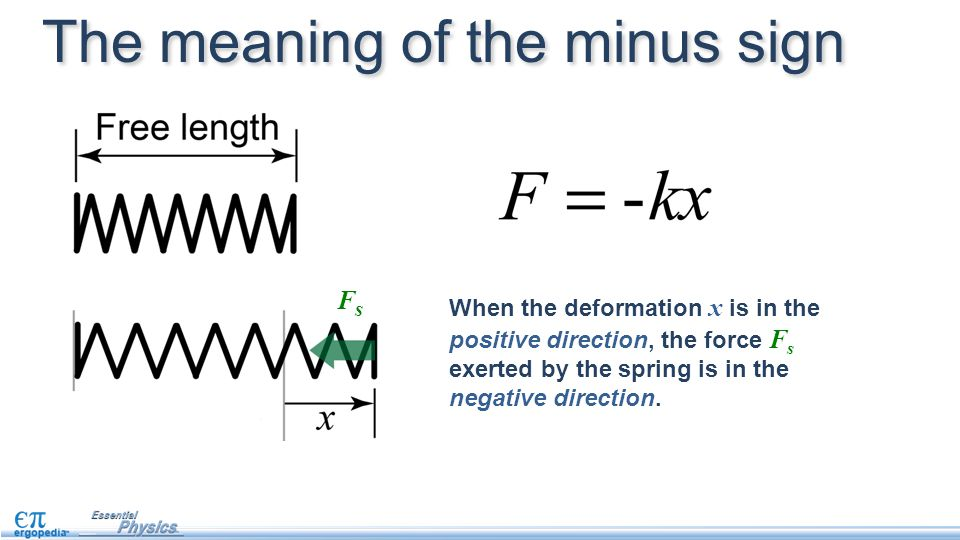 The meaning of the minus sign
Free length
F = -kx
Fs
x
When the deformation x is in the
positive direction, the force Fs
exerted by the spring is in the
negative direction.
επ
ergopedia
Essential
Physics